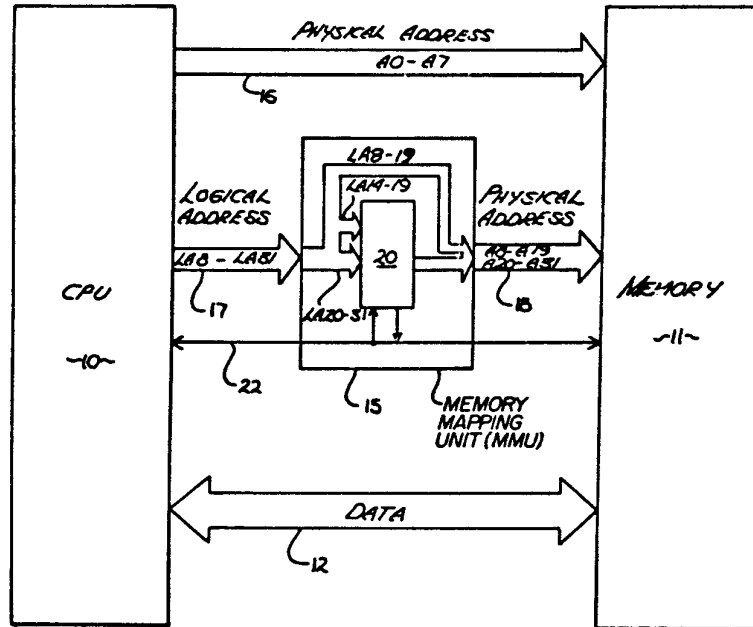 PHYSICAL ADDRESS
A0-A7
16
LA8-19
LA14-19
LOGICAL
ADDRESS
LA8 - LA31
17
20
LA20-31
PHYSICAL
ADDRESS
A8-A19
A20-A31
18
CPU
~10~
MEMORY
~11~
22
15
MEMORY
MAPPING
UNIT (MMU)
DATA
12